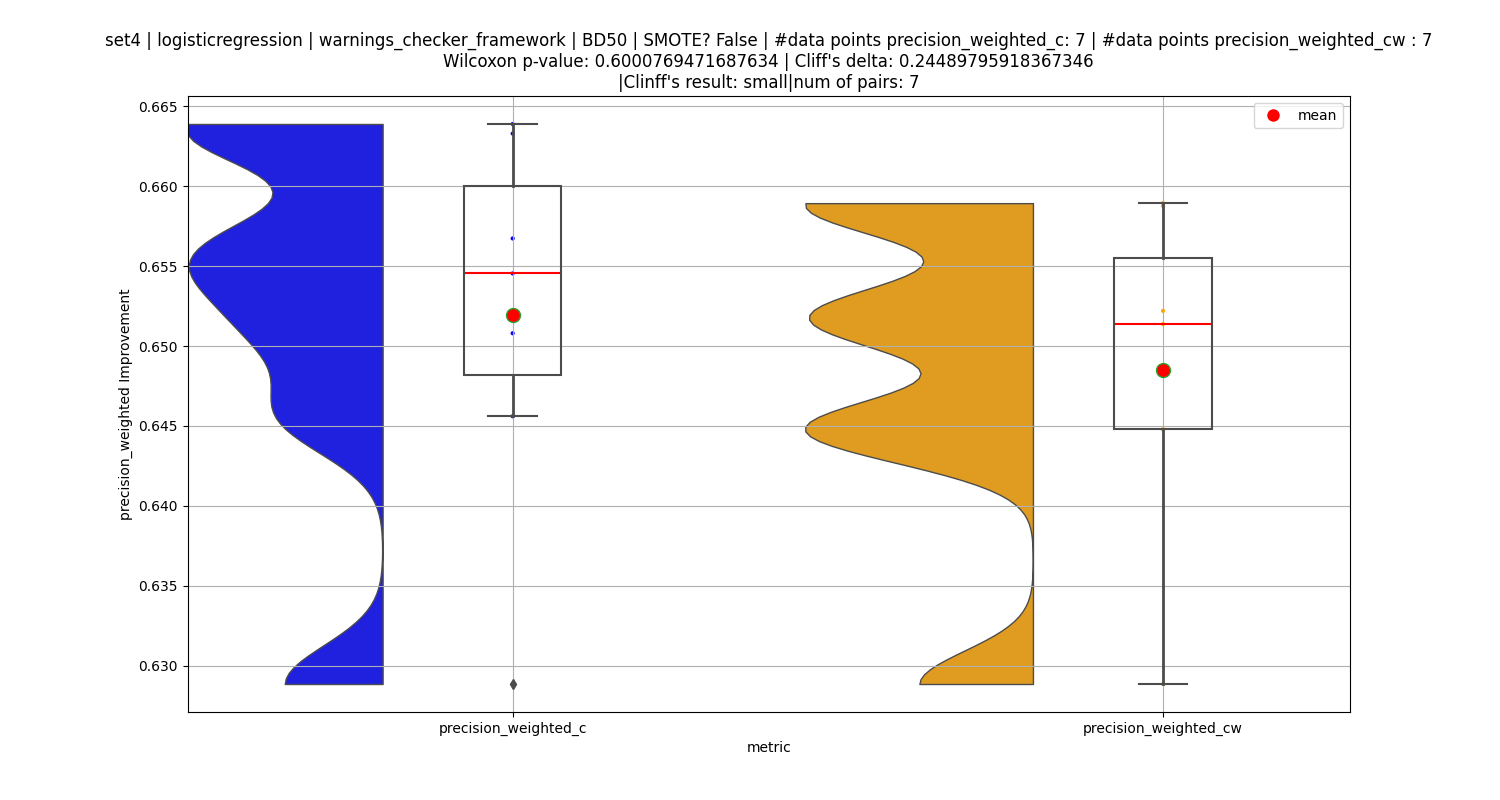 set4 | logisticregression | warnings_checker_framework | BD50 | SMOTE? False | #data points precision_weighted_c: 7 | #data points precision_weighted_cw : 7
Wilcoxon p-value: 0.6000769471687634 | Cliff's delta: 0.24489795918367346
|Clinff's result: small|num of pairs: 7
mean
0.665
0.660
0.655
0.650
0.645
0.640
0.635
0.630
precision_weighted Improvement
precision_weighted_c
precision_weighted_cw
metric